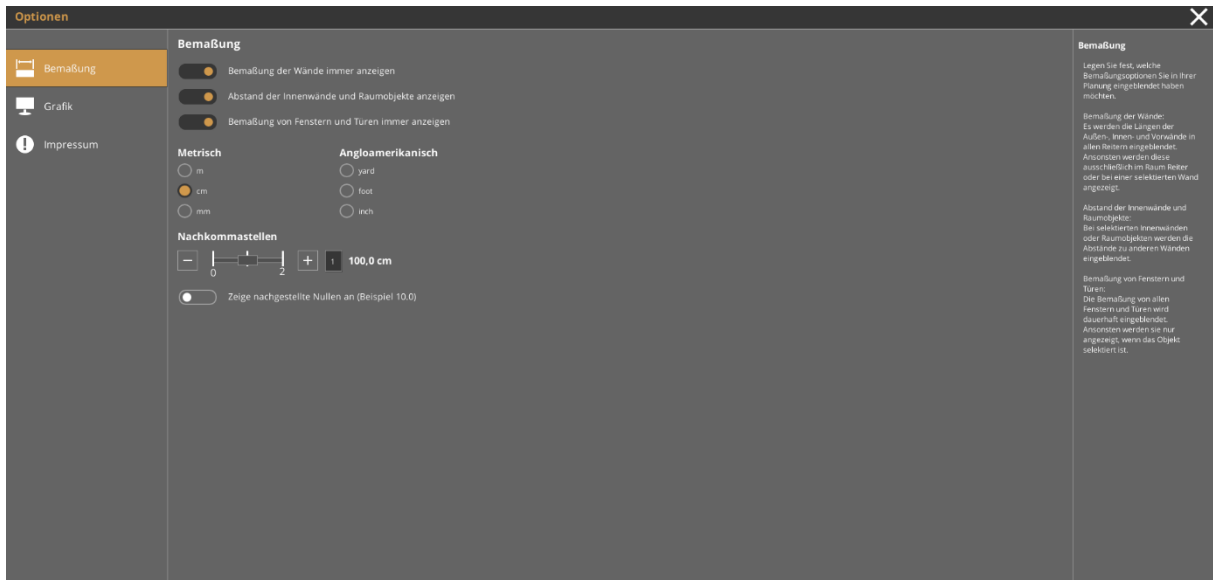 Optionen
Bemaßung
Grafik
Impressum
Bemaßung
Bemaßung der Wände immer anzeigen
Abstand der Innenwände und Raumobjekte anzeigen
Bemaßung von Fenstern und Türen immer anzeigen
Metrisch
m
cm
mm
Angloamerikanisch
yard
foot
inch
Nachkommastellen
0
2
1
100,0 cm
Zeige nachgestellte Nullen an (Beispiel 10.0)
Bemaßung
Legen Sie fest, welche
Bemaßungsoptionen Sie in Ihrer
Planung eingeblendet haben
möchten.
Bemaßung der Wände:
Es werden die Längen der
Außen-, Innen- und Vorwände in
allen Reitern eingeblendet.
Ansonsten werden diese
ausschließlich im Raum Reiter
oder bei einer selektierten Wand
angezeigt.
Abstand der Innenwände und
Raumobjekte:
Bei selektierten Innenwänden
oder Raumobjekten werden die
Abstände zu anderen Wänden
eingeblendet.
Bemaßung von Fenstern und
Türen:
Die Bemaßung von allen
Fenstern und Türen wird
dauerhaft eingeblendet.
Ansonsten werden sie nur
angezeigt, wenn das Objekt
selektiert ist.